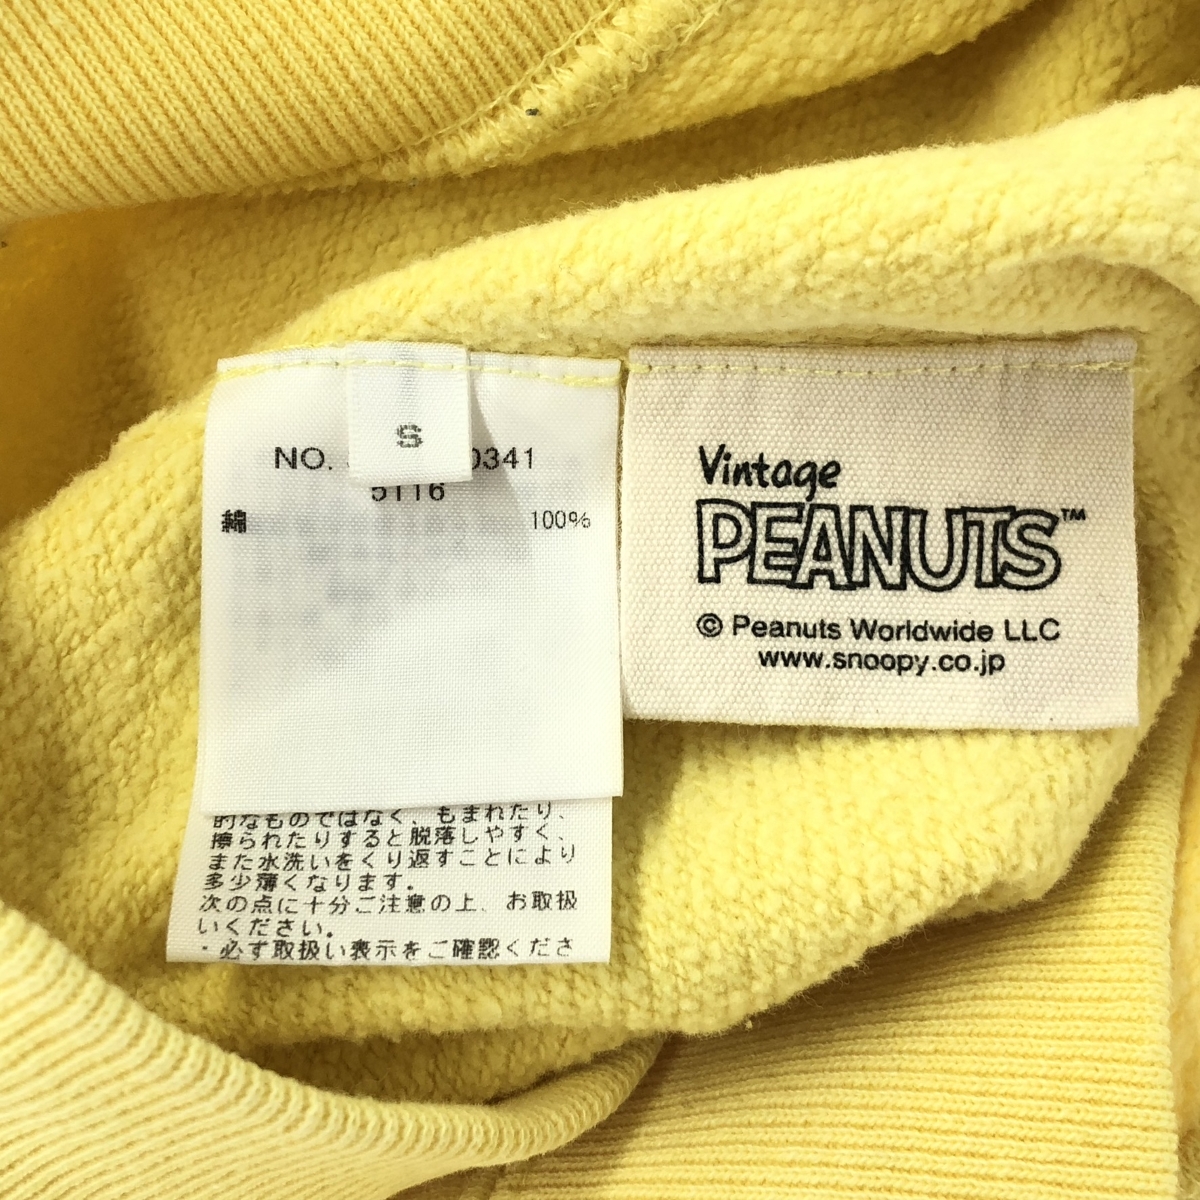 S
NO. 0341
5116
綿 100%
的なものではなく、もまれたり、
擦られたりすると脱落しやすく、
また水洗いをくり返すことにより
多少薄くなります。
次の点に十分ご注意の上、お取扱
いください。
・必ず取扱い表示をご確認くださ
Vintage
PEANUTS™
© Peanuts Worldwide LLC
www.snoopy.co.jp